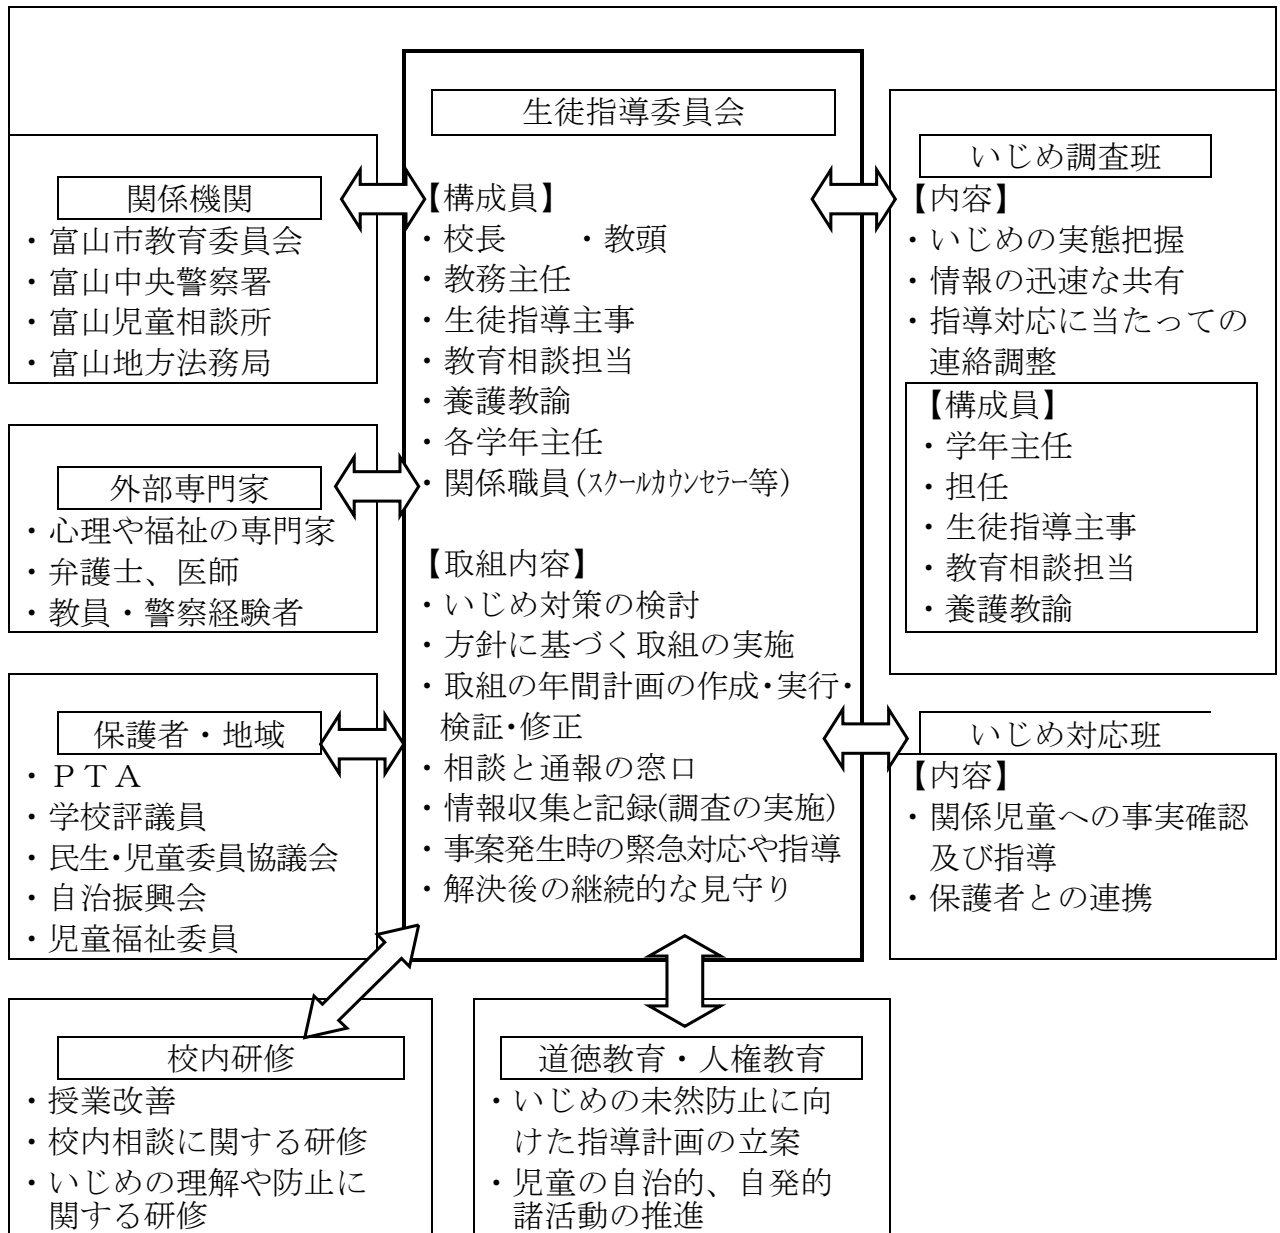 生徒指導委員会
【構成員】
・校長　　・教頭
・教務主任
・生徒指導主事
・教育相談担当
・養護教諭
・各学年主任
・関係職員(スクールカウンセラー等)
【取組内容】
・いじめ対策の検討
・方針に基づく取組の実施
・取組の年間計画の作成・実行・
検証・修正
・相談と通報の窓口
・情報収集と記録(調査の実施)
・事案発生時の緊急対応や指導
・解決後の継続的な見守り
関係機関
・富山市教育委員会
・富山中央警察署
・富山児童相談所
・富山地方法務局
外部専門家
・心理や福祉の専門家
・弁護士、医師
・教員・警察経験者
保護者・地域
・ＰＴＡ
・学校評議員
・民生・児童委員協議会
・自治振興会
・児童福祉委員
いじめ調査班
【内容】
・いじめの実態把握
・情報の迅速な共有
・指導対応に当たっての
連絡調整
【構成員】
・学年主任
・担任
・生徒指導主事
・教育相談担当
・養護教諭
いじめ対応班
【内容】
・関係児童への事実確認
及び指導
・保護者との連携
校内研修
・授業改善
・校内相談に関する研修
・いじめの理解や防止に
関する研修
道徳教育・人権教育
・いじめの未然防止に向
けた指導計画の立案
・児童の自治的、自発的
諸活動の推進